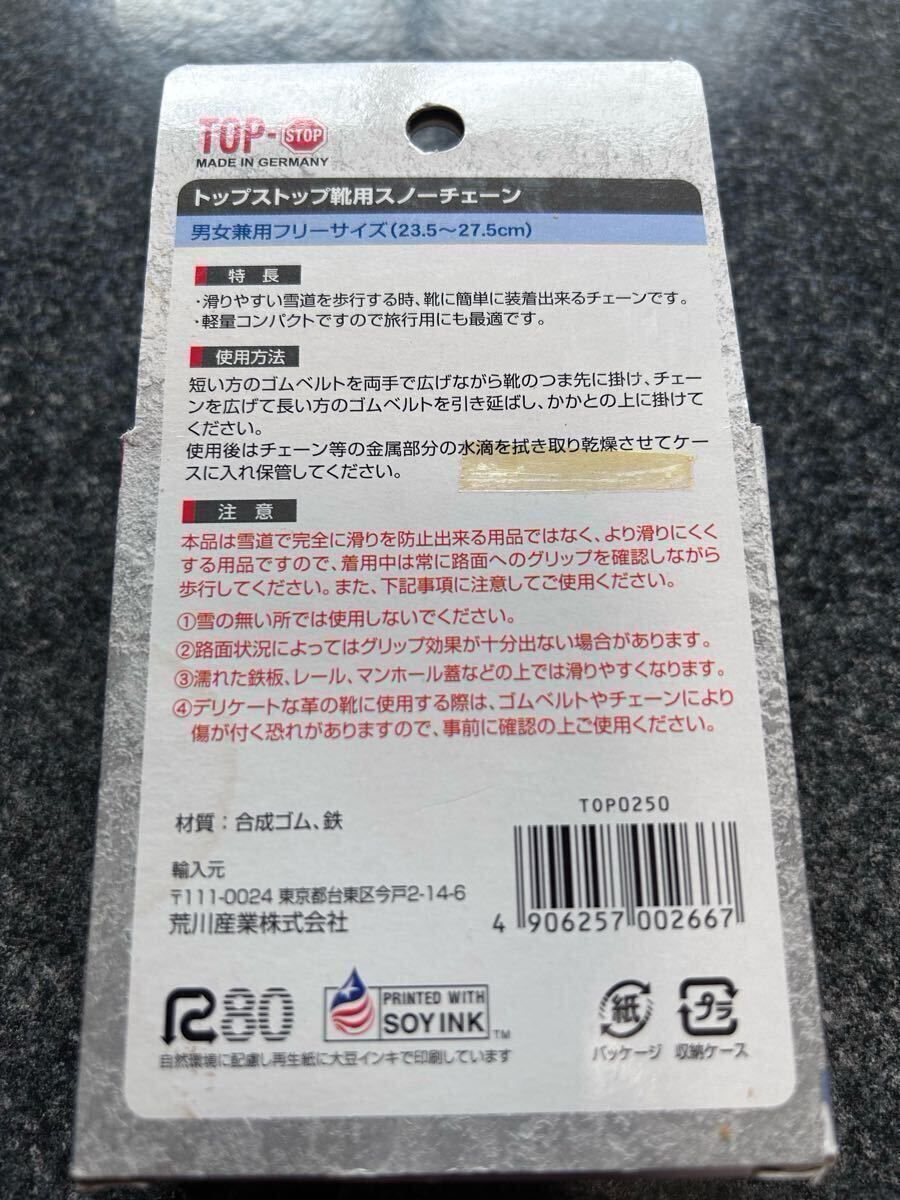 TOP-STOP
MADE IN GERMANY
トップストップ靴用スノーチェーン
男女兼用フリーサイズ(23.5〜27.5cm)
特 長
・滑りやすい雪道を歩行する時、靴に簡単に装着出来るチェーンです。
・軽量コンパクトですので旅行用にも最適です。
使用方法
短い方のゴムベルトを両手で広げながら靴のつま先に掛け、チェー
ンを広げて長い方のゴムベルトを引き延ばし、かかとの上に掛けて
ください。
使用後はチェーン等の金属部分の水滴を拭き取り乾燥させてケー
スに入れ保管してください。
注 意
本品は雪道で完全に滑りを防止出来る用品ではなく、より滑りにくく
する用品ですので、着用中は常に路面へのグリップを確認しながら
歩行してください。また、下記事項に注意してご使用ください。
①雪の無い所では使用しないでください。
②路面状況によってはグリップ効果が十分出ない場合があります。
③濡れた鉄板、レール、マンホール蓋などの上では滑りやすくなります。
④デリケートな革の靴に使用する際は、ゴムベルトやチェーンにより
傷が付く恐れがありますので、事前に確認の上ご使用ください。
材質：合成ゴム、鉄
輸入元
〒111-0024 東京都台東区今戸2-14-6
荒川産業株式会社
TOP0250
4 906257 002667
R80
PRINTED WITH
SOY INK TM
自然環境に配慮し再生紙に大豆インキで印刷しています
紙
パッケージ
プラ
収納ケース